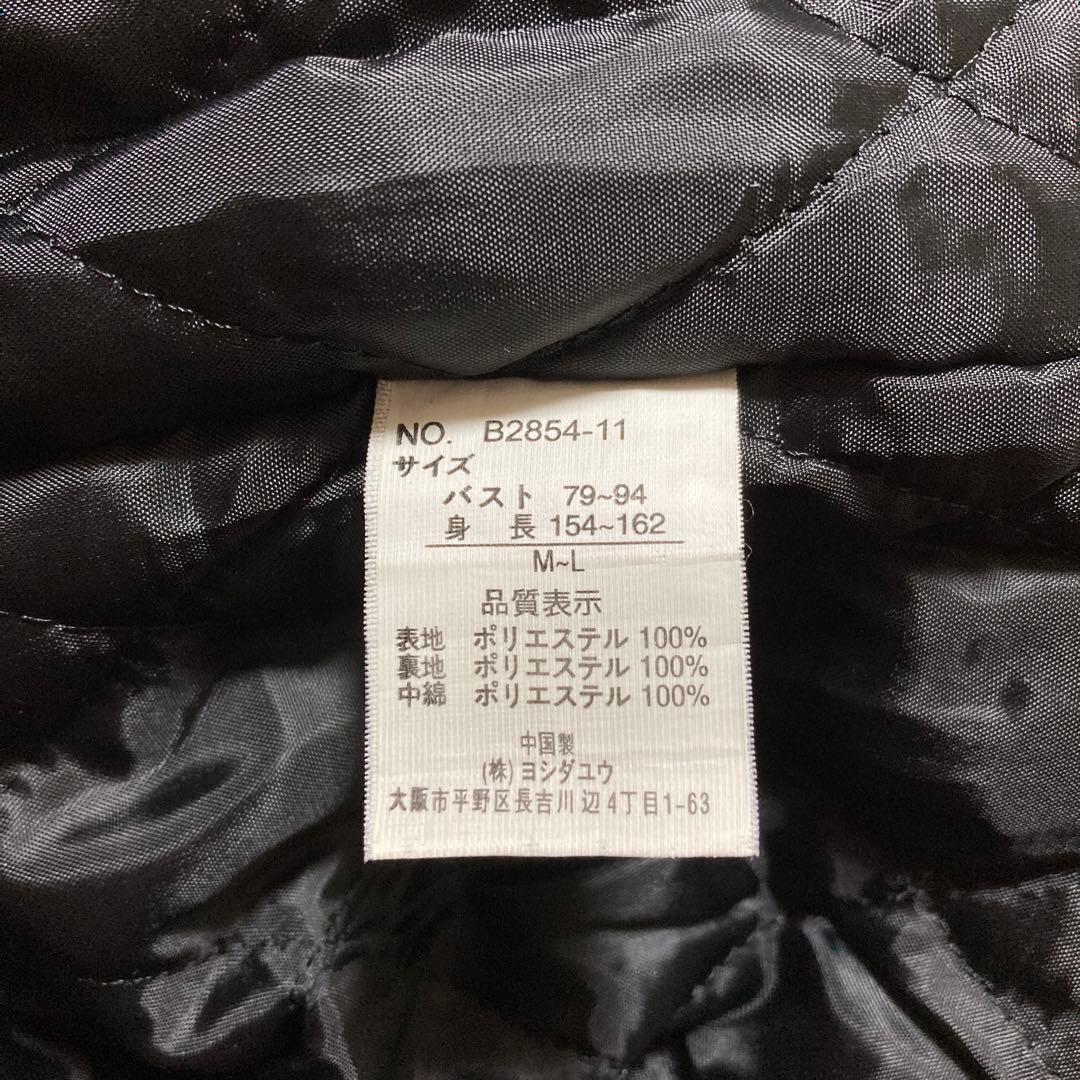 NO. B2854-11
サイズ
バスト 79~94
身 長 154~162
M~L
品質表示
表地 ポリエステル 100%
裏地 ポリエステル 100%
中綿 ポリエステル 100%
中国製
(株) ヨシダユウ
大阪市平野区長吉川辺4丁目1-63